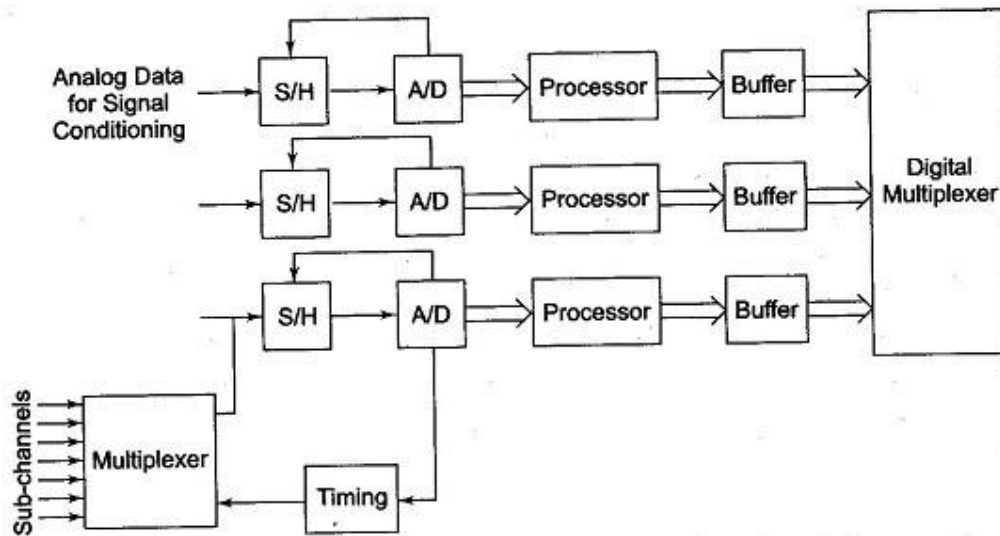 Analog Data
for Signal
Conditioning
S/H
A/D
Processor
Buffer
Digital
Multiplexer
S/H
A/D
Processor
Buffer
S/H
A/D
Processor
Buffer
Sub-channels
Multiplexer
Timing